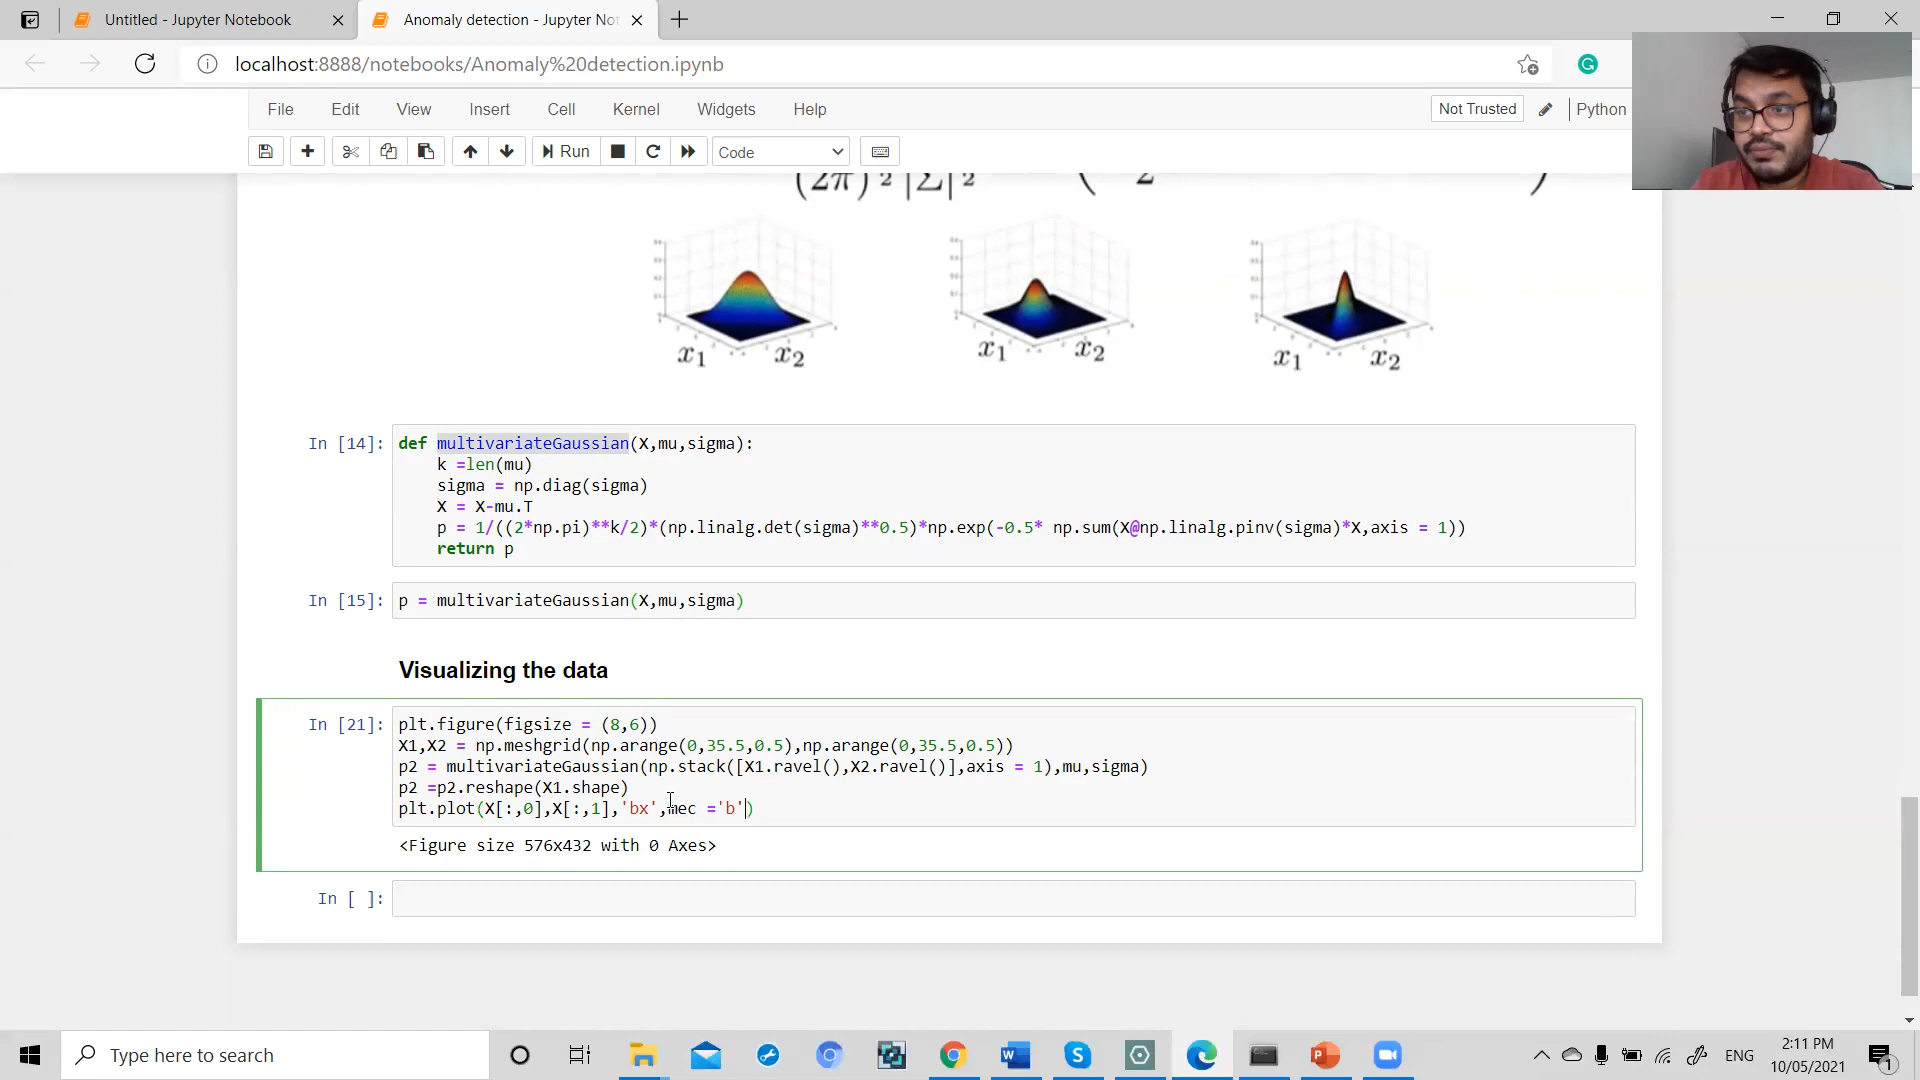 Untitled - Jupyter Notebook
Anomaly detection - Jupyter Not
localhost:8888/notebooks/Anomaly%20detection.ipynb
File Edit View Insert Cell Kernel Widgets Help
Not Trusted
Python
Run
Code
(2π) 2 |Σ| 2
2
x1 x2
x1 x2
x1 x2
In [14]: def multivariateGaussian(X,mu,sigma):
k =len(mu)
sigma = np.diag(sigma)
X = X-mu.T
p = 1/((2*np.pi)**k/2)*(np.linalg.det(sigma)**0.5)*np.exp(-0.5* np.sum(X@np.linalg.pinv(sigma)*X,axis = 1))
return p
In [15]: p = multivariateGaussian(X,mu,sigma)
Visualizing the data
In [21]: plt.figure(figsize = (8,6))
X1,X2 = np.meshgrid(np.arange(0,35.5,0.5),np.arange(0,35.5,0.5))
p2 = multivariateGaussian(np.stack([X1.ravel(),X2.ravel()],axis = 1),mu,sigma)
p2 =p2.reshape(X1.shape)
plt.plot(X[:,0],X[:,1],'bx',mec ='b')
<Figure size 576x432 with 0 Axes>
In [ ]:
Type here to search
ENG
2:11 PM
10/05/2021
1